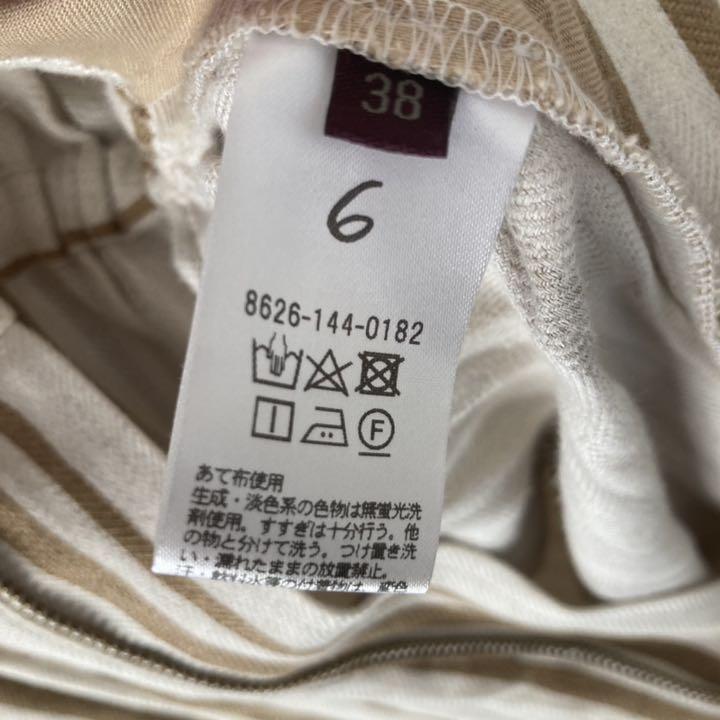 38
6
8626-144-0182
F
あて布使用
生成・淡色系の色物は無蛍光洗
剤使用。すすぎは十分行う。他
の物と分けて洗う。つけ置き洗
い・濡れたままの放置禁止。